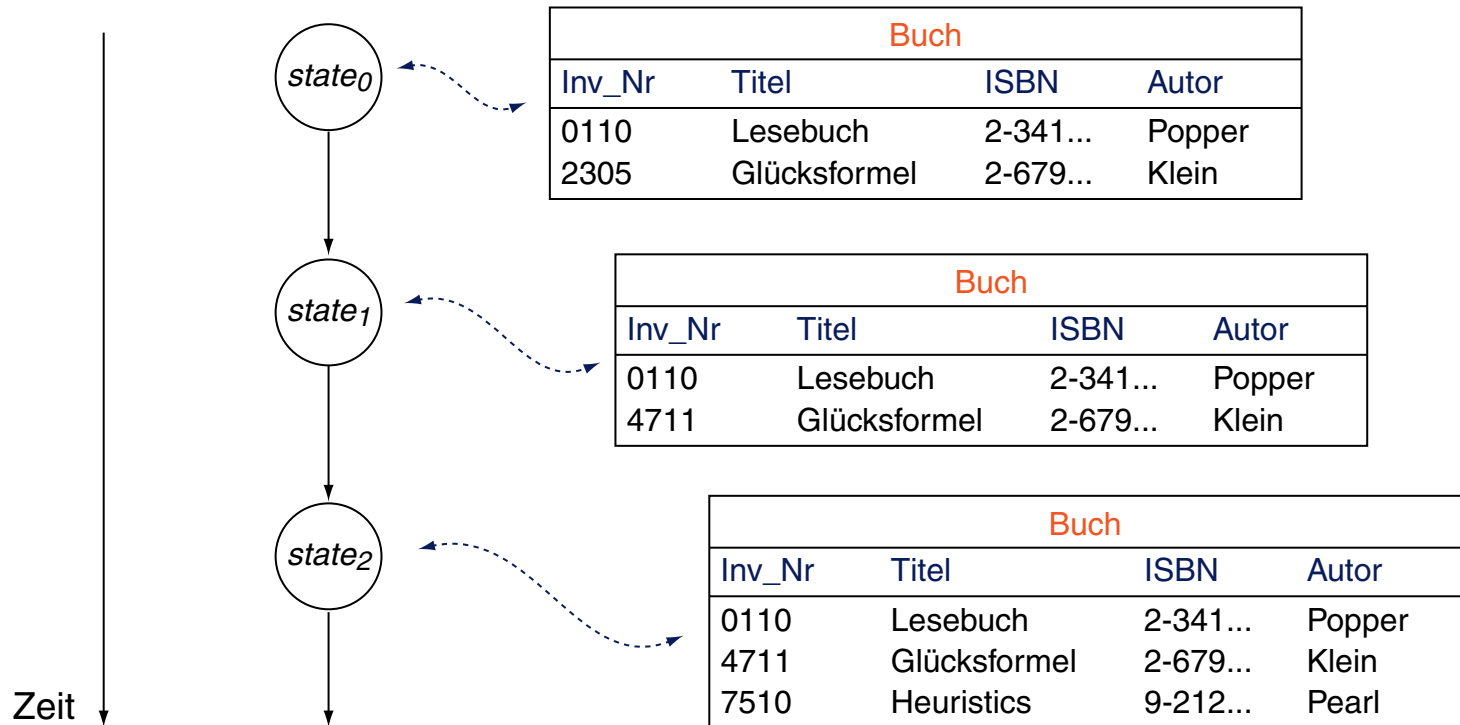 state0
Buch
Inv_Nr Titel ISBN Autor
0110 Lesebuch 2-341... Popper
2305 Glücksformel 2-679... Klein
state1
Buch
Inv_Nr Titel ISBN Autor
0110 Lesebuch 2-341... Popper
4711 Glücksformel 2-679... Klein
state2
Buch
Inv_Nr Titel ISBN Autor
0110 Lesebuch 2-341... Popper
4711 Glücksformel 2-679... Klein
7510 Heuristics 9-212... Pearl
Zeit